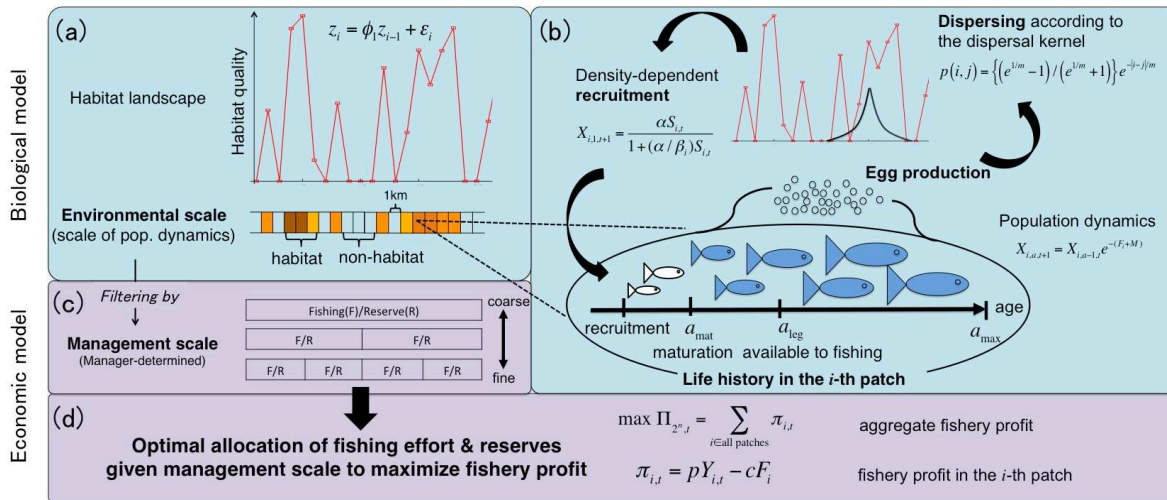 Biological model
Economic model
(a)
z_i = ϕ_1 z_{i-1} + ε_i
Habitat landscape
Habitat quality
1km
Environmental scale
(scale of pop. dynamics)
habitat
non-habitat
(b)
Dispersing according to
the dispersal kernel
p(i, j) = {(e^{1/m} −1) / (e^{1/m} +1)} e^{-|i-j|/m}
Density-dependent
recruitment
X_{i,1,t+1} = αS_{i,t} / (1+(α / β_i)S_{i,t})
Egg production
Population dynamics
X_{i,a,t+1} = X_{i,a-1,t} e^{-(F_i+M)}
age
recruitment
a_mat
a_leg
a_max
maturation
available to fishing
Life history in the i-th patch
(c)
Filtering by
Management scale
(Manager-determined)
Fishing(F)/Reserve(R)
F/R F/R
F/R F/R F/R F/R
coarse
fine
(d)
Optimal allocation of fishing effort & reserves
given management scale to maximize fishery profit
max Π_{2^n,t} = ∑_{i∈all patches} π_{i,t}
aggregate fishery profit
π_{i,t} = pY_{i,t} − cF_i
fishery profit in the i-th patch